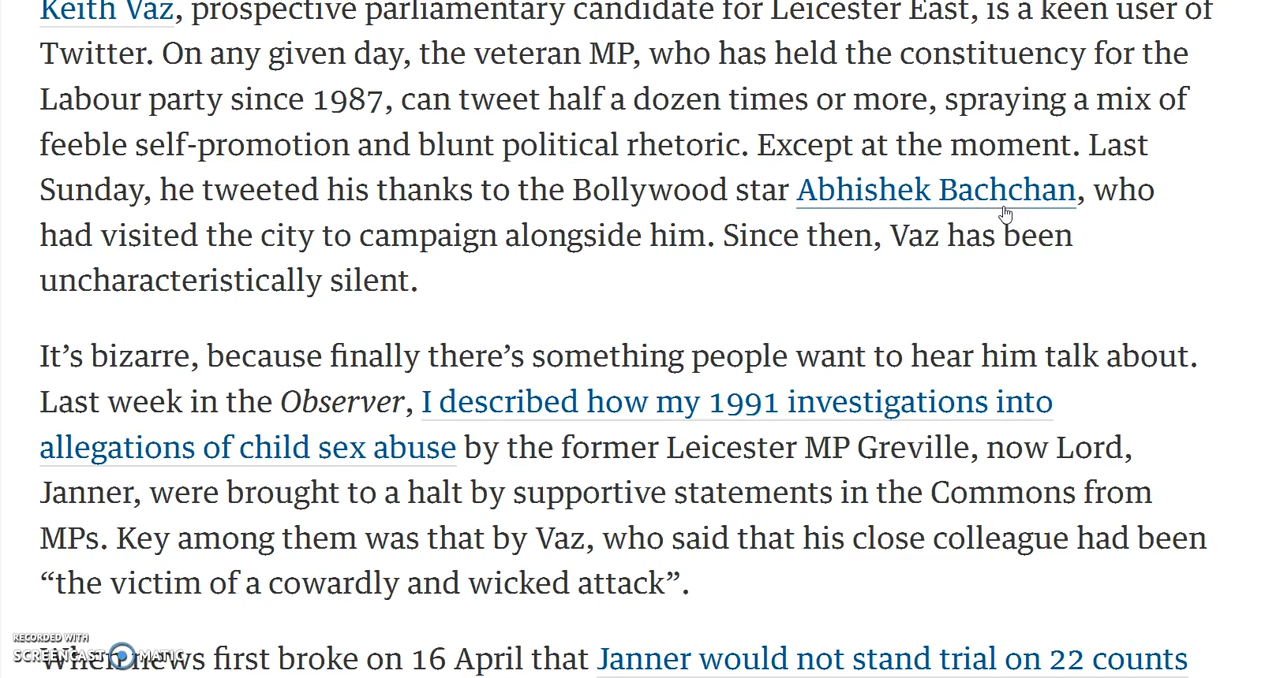 Keith Vaz, prospective parliamentary candidate for Leicester East, is a keen user of
Twitter. On any given day, the veteran MP, who has held the constituency for the
Labour party since 1987, can tweet half a dozen times or more, spraying a mix of
feeble self-promotion and blunt political rhetoric. Except at the moment. Last
Sunday, he tweeted his thanks to the Bollywood star Abhishek Bachchan, who
had visited the city to campaign alongside him. Since then, Vaz has been
uncharacteristically silent.
It’s bizarre, because finally there’s something people want to hear him talk about.
Last week in the Observer, I described how my 1991 investigations into
allegations of child sex abuse by the former Leicester MP Greville, now Lord,
Janner, were brought to a halt by supportive statements in the Commons from
MPs. Key among them was that by Vaz, who said that his close colleague had been
“the victim of a cowardly and wicked attack”.
RECORDED WITH
SCREENCAST MATIC
When news first broke on 16 April that Janner would not stand trial on 22 counts